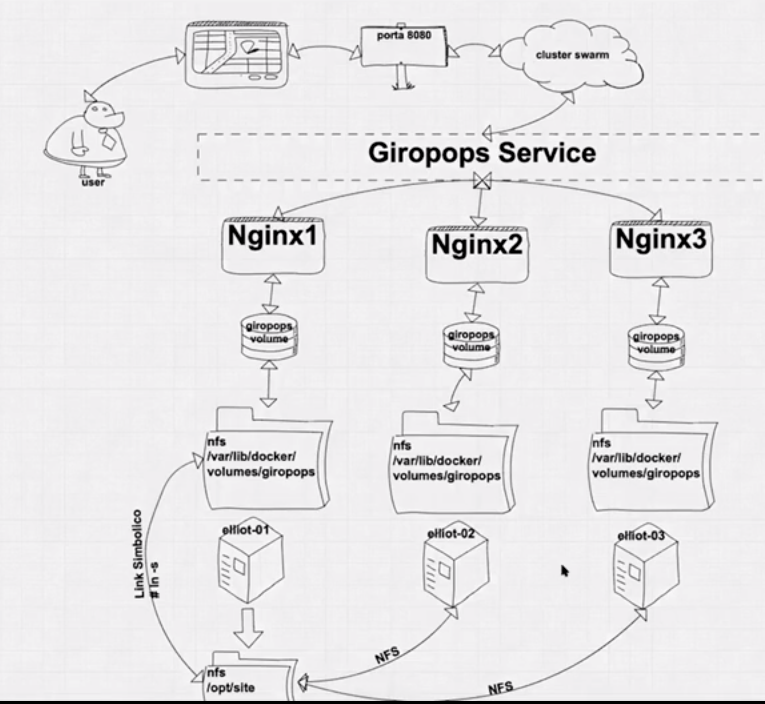 porta 8080
cluster swarm
user
Giropops Service
Nginx1
Nginx2
Nginx3
giropops
volume
giropops
volume
giropops
volume
nfs
/var/lib/docker/
volumes/giropops
nfs
/var/lib/docker/
volumes/giropops
nfs
/var/lib/docker/
volumes/giropops
elliot-01
elliot-02
elliot-03
Link Simbolico
# ln -s
nfs
/opt/site
NFS
NFS